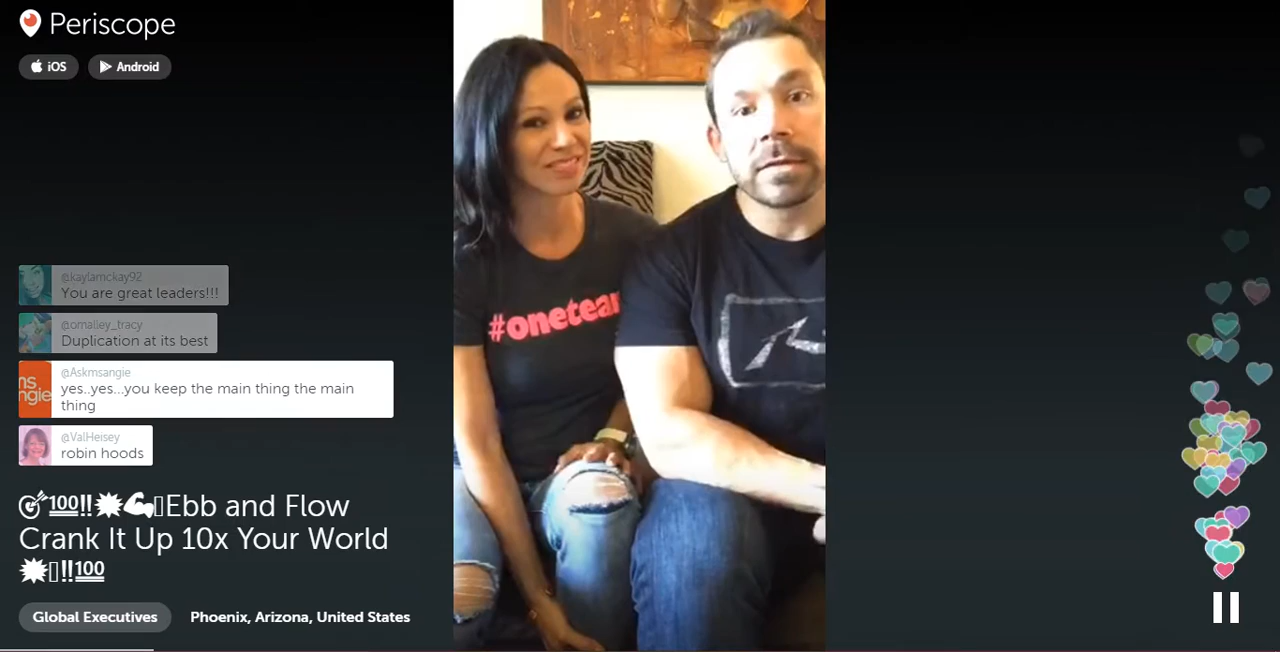 Periscope
iOS
Android
@kaylamckay92
You are great leaders!!!
@omalley_tracy
Duplication at its best
@Askmsangie
yes..yes...you keep the main thing the main
thing
@ValHeisey
robin hoods
#onetea
🎯💯‼️💥💪▯Ebb and Flow
Crank It Up 10x Your World
💥▯‼️💯
Global Executives
Phoenix, Arizona, United States